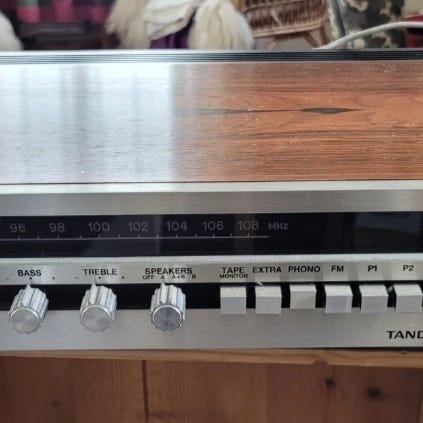 96 98 100 102 104 106 108 MHz
BASS TREBLE SPEAKERS TAPE EXTRA PHONO FM P1 P2
- + - + OFF A A+B B MONITOR
TAND